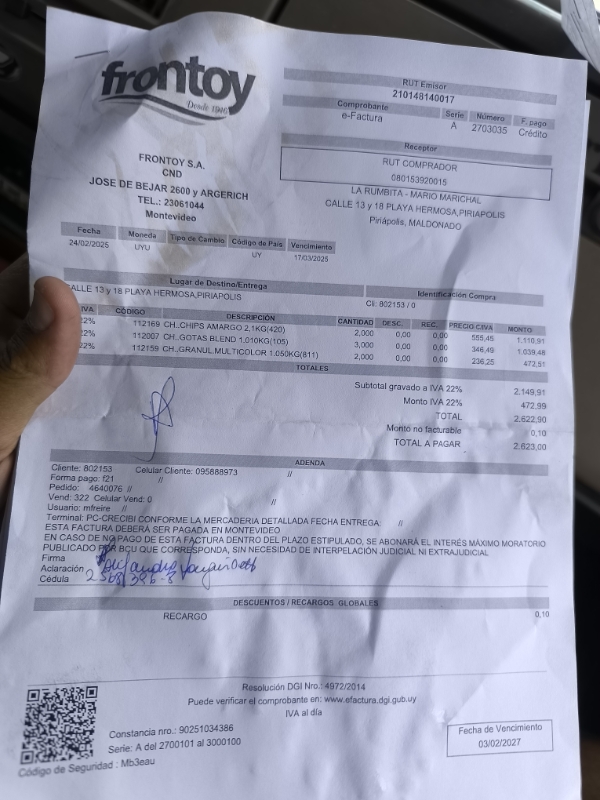 frontoy
Desde 1946
RUT Emisor
210148140017
Comprobante Serie Número F. pago
e-Factura A 2703035 Crédito
Receptor
RUT COMPRADOR
080153920015
LA RUMBITA - MARIO MARICHAL
CALLE 13 y 18 PLAYA HERMOSA,PIRIAPOLIS
Piriápolis, MALDONADO
FRONTOY S.A.
CND
JOSE DE BEJAR 2600 y ARGERICH
TEL.: 23061044
Montevideo
Fecha Moneda Tipo de Cambio Código de País Vencimiento
24/02/2025 UYU UY 17/03/2025
Lugar de Destino/Entrega Identificación Compra
ALLE 13 y 18 PLAYA HERMOSA,PIRIAPOLIS CI: 802153 / 0
IVA CÓDIGO DESCRIPCIÓN CANTIDAD DESC. REC. PRECIO C/IVA MONTO
22% 112169 CH.,CHIPS AMARGO 2.1KG(420) 2,000 0,00 0,00 555,45 1.110,91
22% 112007 CH.,GOTAS BLEND 1.010KG(105) 3,000 0,00 0,00 346,49 1.039,48
22% 112159 CH.,GRANUL.MULTICOLOR 1.050KG(811) 2,000 0,00 0,00 236,25 472,51
TOTALES
Subtotal gravado a IVA 22% 2.149,91
Monto IVA 22% 472,99
TOTAL 2.622,90
Monto no facturable 0,10
TOTAL A PAGAR 2.623,00
ADENDA
Cliente: 802153 Celular Cliente: 095888973 //
Forma pago: f21 //
Pedido: 4640076 //
Vend: 322 Celular Vend: 0 //
Usuario: mfreire //
Terminal: PC-CRECIBI CONFORME LA MERCADERIA DETALLADA FECHA ENTREGA: //
ESTA FACTURA DEBERA SER PAGADA EN MONTEVIDEO
EN CASO DE NO PAGO DE ESTA FACTURA DENTRO DEL PLAZO ESTIPULADO, SE ABONARÁ EL INTERÉS MÁXIMO MORATORIO
PUBLICADO POR BCU QUE CORRESPONDA, SIN NECESIDAD DE INTERPELACIÓN JUDICIAL NI EXTRAJUDICIAL
Firma
Aclaración Alejandro
Cédula
DESCUENTOS / RECARGOS GLOBALES
RECARGO 0,10
Resolución DGI Nro.: 4972/2014
Puede verificar el comprobante en: www.efactura.dgi.gub.uy
IVA al día
Constancia nro.: 90251034386
Serie: A del 2700101 al 3000100
Código de Seguridad : Mb3eau
Fecha de Vencimiento
03/02/2027